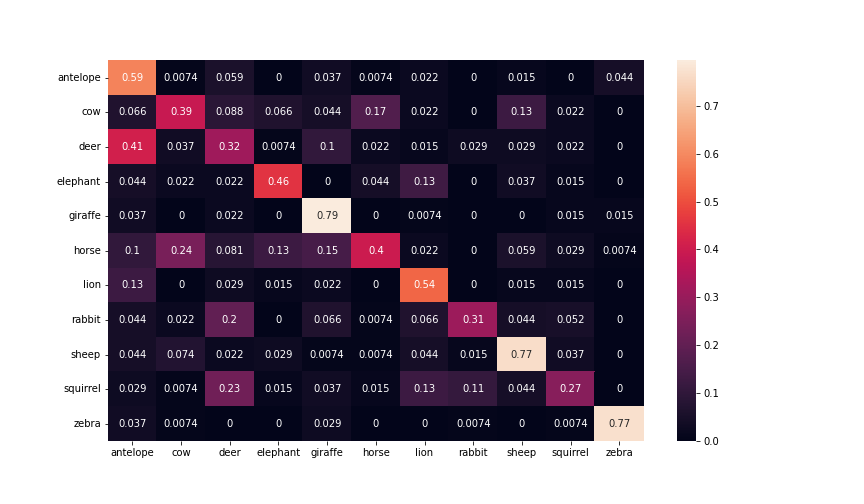 antelope 0.59 0.0074 0.059 0 0.037 0.0074 0.022 0 0.015 0 0.044
cow 0.066 0.39 0.088 0.066 0.044 0.17 0.022 0 0.13 0.022 0
deer 0.41 0.037 0.32 0.0074 0.1 0.022 0.015 0.029 0.029 0.022 0
elephant 0.044 0.022 0.022 0.46 0 0.044 0.13 0 0.037 0.015 0
giraffe 0.037 0 0.022 0 0.79 0 0.0074 0 0 0.015 0.015
horse 0.1 0.24 0.081 0.13 0.15 0.4 0.022 0 0.059 0.029 0.0074
lion 0.13 0 0.029 0.015 0.022 0 0.54 0 0.015 0.015 0
rabbit 0.044 0.022 0.2 0 0.066 0.0074 0.066 0.31 0.044 0.052 0
sheep 0.044 0.074 0.022 0.029 0.0074 0.0074 0.044 0.015 0.77 0.037 0
squirrel 0.029 0.0074 0.23 0.015 0.037 0.015 0.13 0.11 0.044 0.27 0
zebra 0.037 0.0074 0 0 0.029 0 0 0.0074 0 0.0074 0.77
antelope cow deer elephant giraffe horse lion rabbit sheep squirrel zebra
0.7
0.6
0.5
0.4
0.3
0.2
0.1
0.0